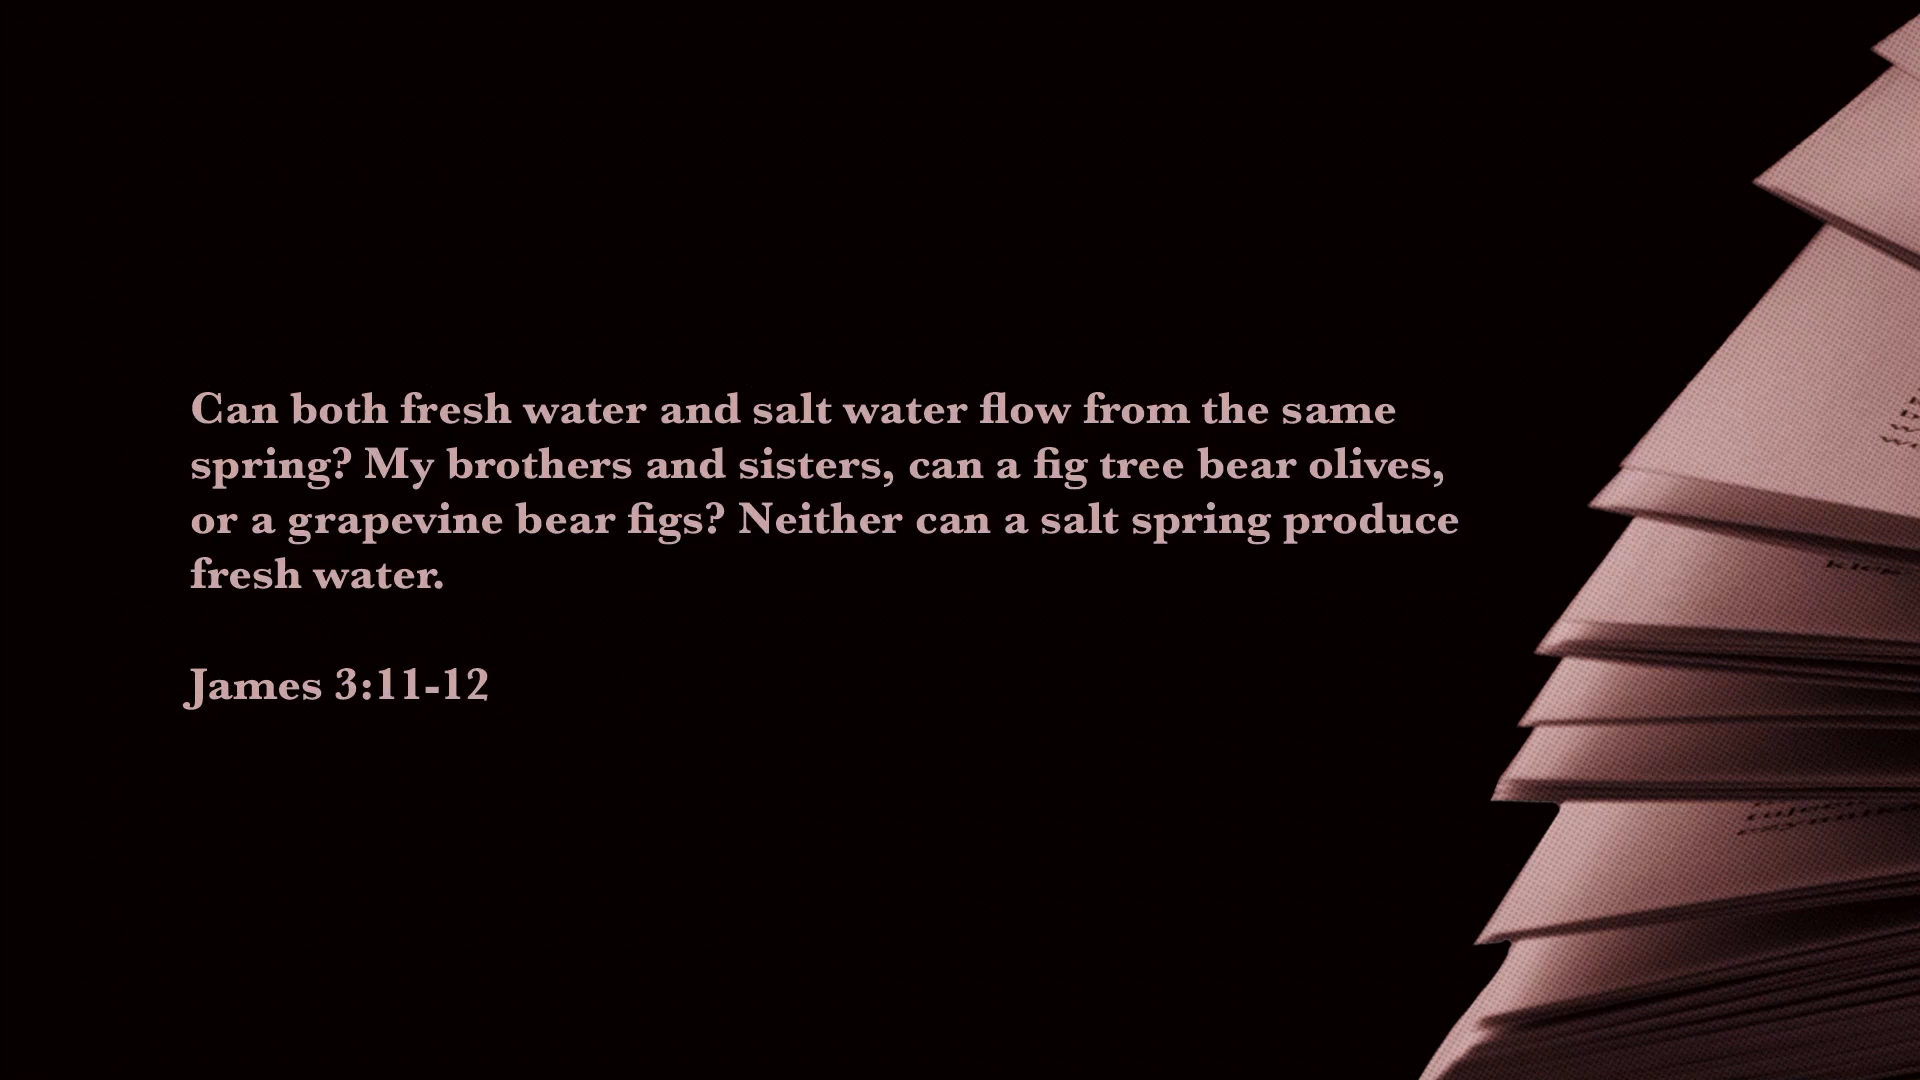 Can both fresh water and salt water flow from the same
spring? My brothers and sisters, can a fig tree bear olives,
or a grapevine bear figs? Neither can a salt spring produce
fresh water.
James 3:11-12